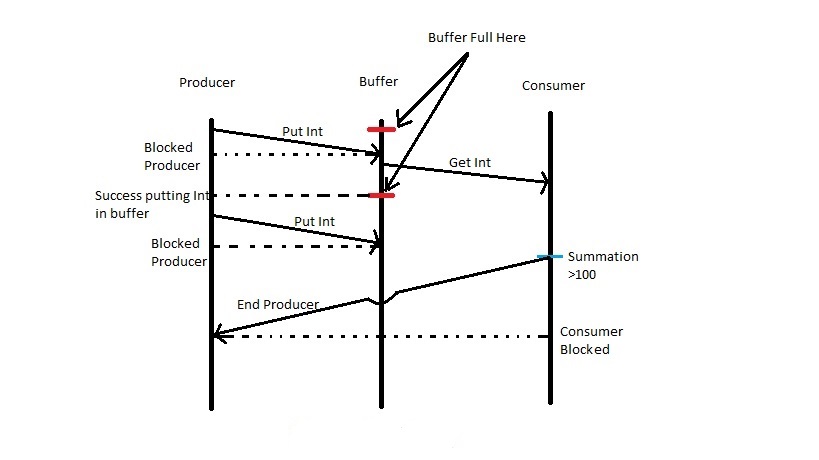 Buffer Full Here
Producer
Buffer
Consumer
Put Int
Blocked
Producer
Get Int
Success putting Int
in buffer
Put Int
Blocked
Producer
Summation
>100
End Producer
Consumer
Blocked